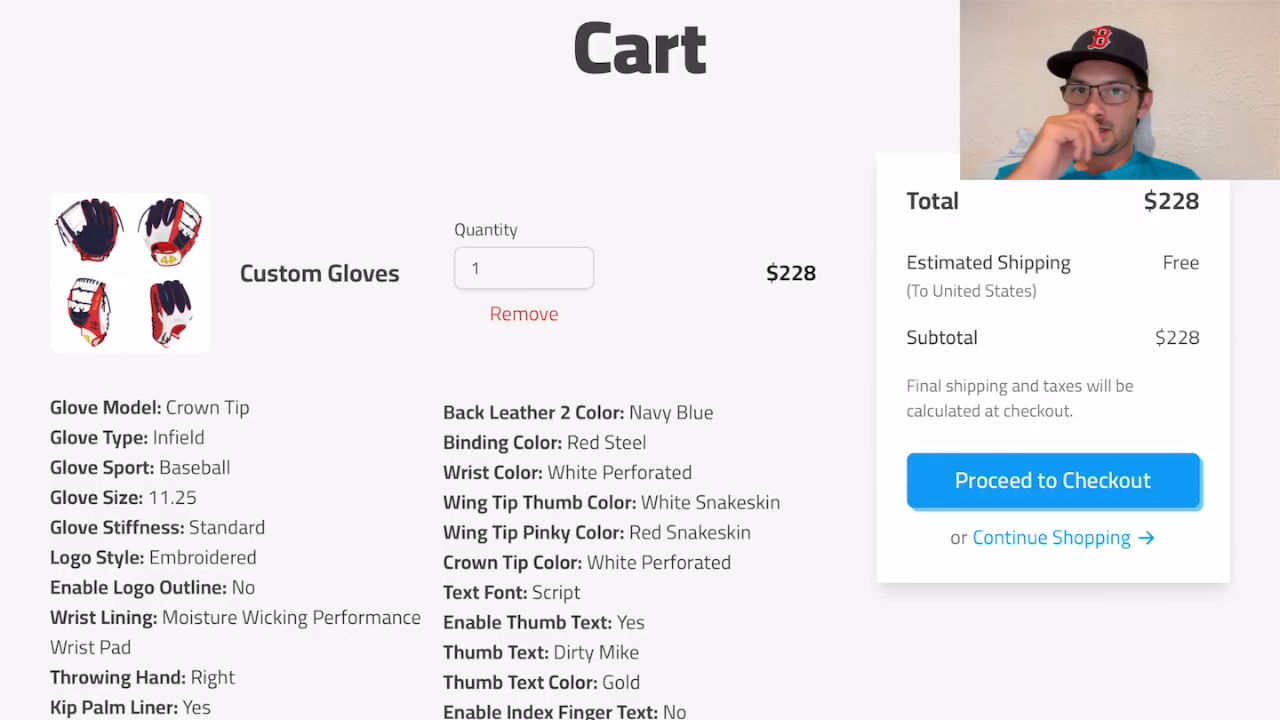 Cart
B
Custom Gloves
Quantity
1
Remove
$228
Total $228
Estimated Shipping Free
(To United States)
Subtotal $228
Final shipping and taxes will be
calculated at checkout.
Proceed to Checkout
or Continue Shopping →
Glove Model: Crown Tip
Glove Type: Infield
Glove Sport: Baseball
Glove Size: 11.25
Glove Stiffness: Standard
Logo Style: Embroidered
Enable Logo Outline: No
Wrist Lining: Moisture Wicking Performance
Wrist Pad
Throwing Hand: Right
Kip Palm Liner: Yes
Back Leather 2 Color: Navy Blue
Binding Color: Red Steel
Wrist Color: White Perforated
Wing Tip Thumb Color: White Snakeskin
Wing Tip Pinky Color: Red Snakeskin
Crown Tip Color: White Perforated
Text Font: Script
Enable Thumb Text: Yes
Thumb Text: Dirty Mike
Thumb Text Color: Gold
Enable Index Finger Text: No